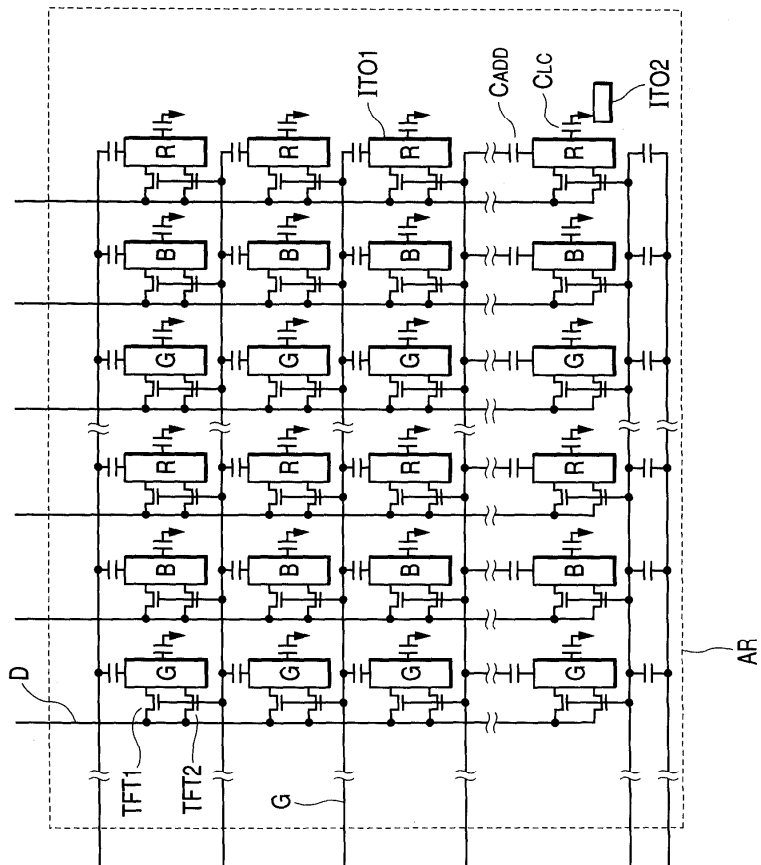 D
TFT1
G B R G B R
TFT2
G
G B R G B R
ITO1
G B R G B R
CADD
CLC
G B R G B R
ITO2
AR